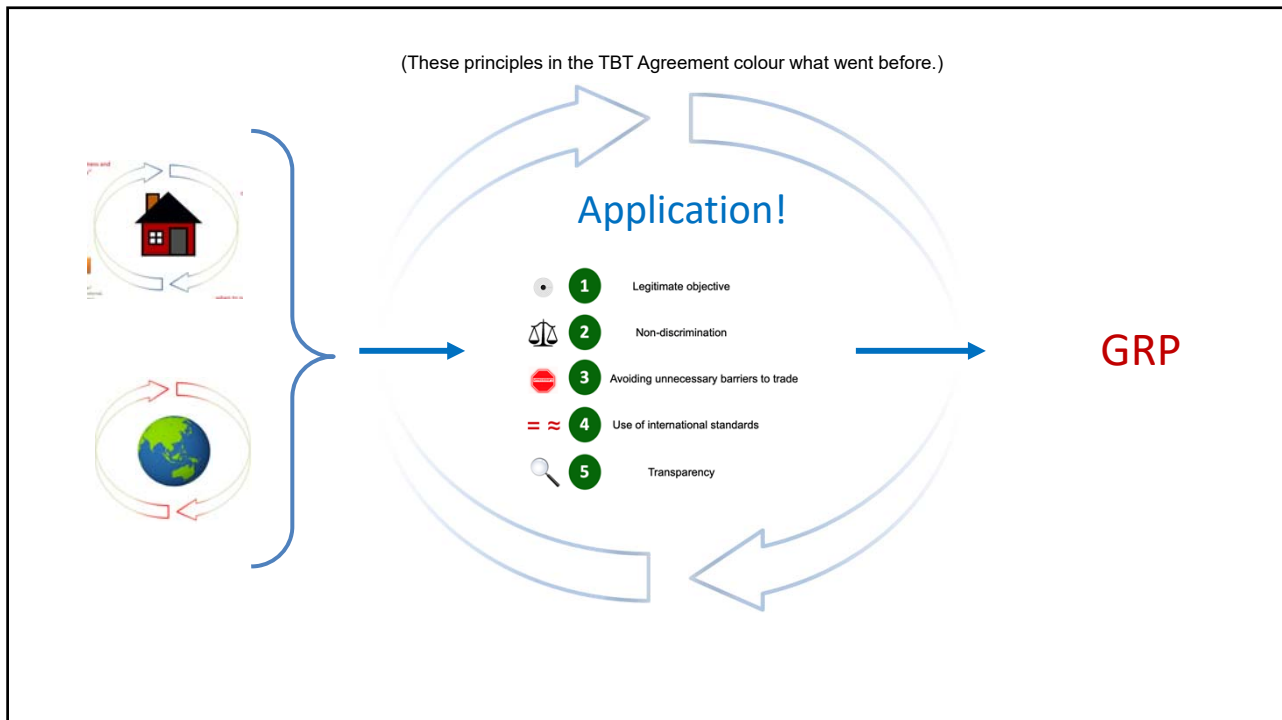 (These principles in the TBT Agreement colour what went before.)
Application!
1 Legitimate objective
2 Non-discrimination
3 Avoiding unnecessary barriers to trade
= ≈ 4 Use of international standards
5 Transparency
GRP